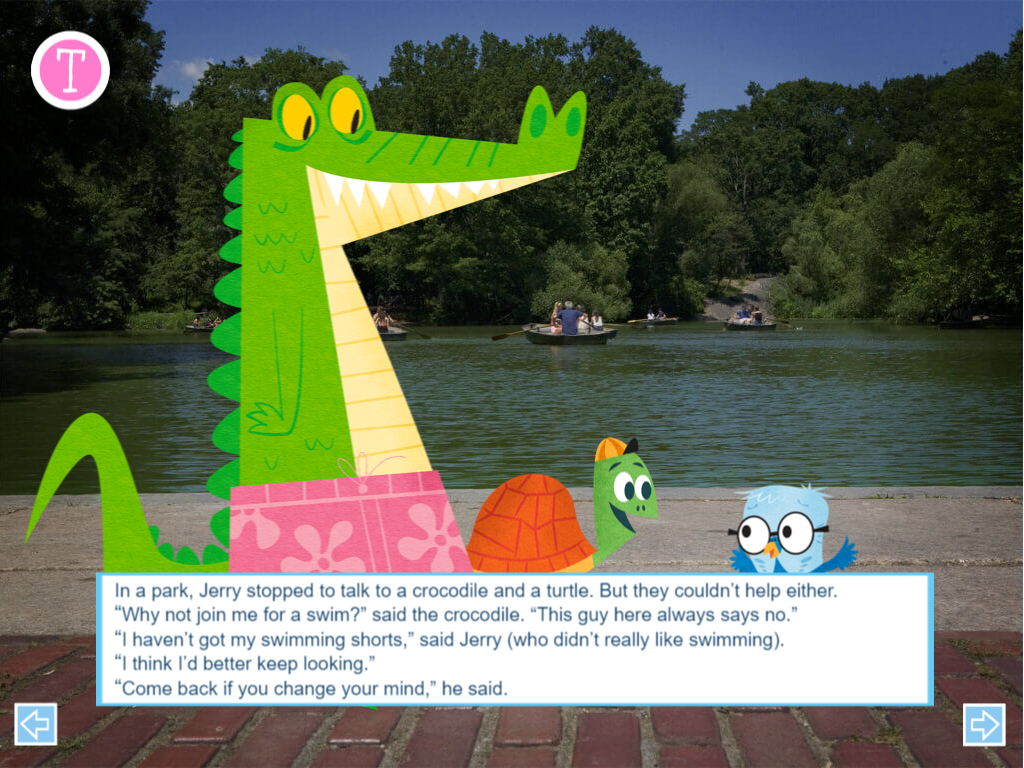 T
In a park, Jerry stopped to talk to a crocodile and a turtle. But they couldn’t help either.
“Why not join me for a swim?” said the crocodile. “This guy here always says no.”
“I haven’t got my swimming shorts,” said Jerry (who didn’t really like swimming).
“I think I’d better keep looking.”
“Come back if you change your mind,” he said.